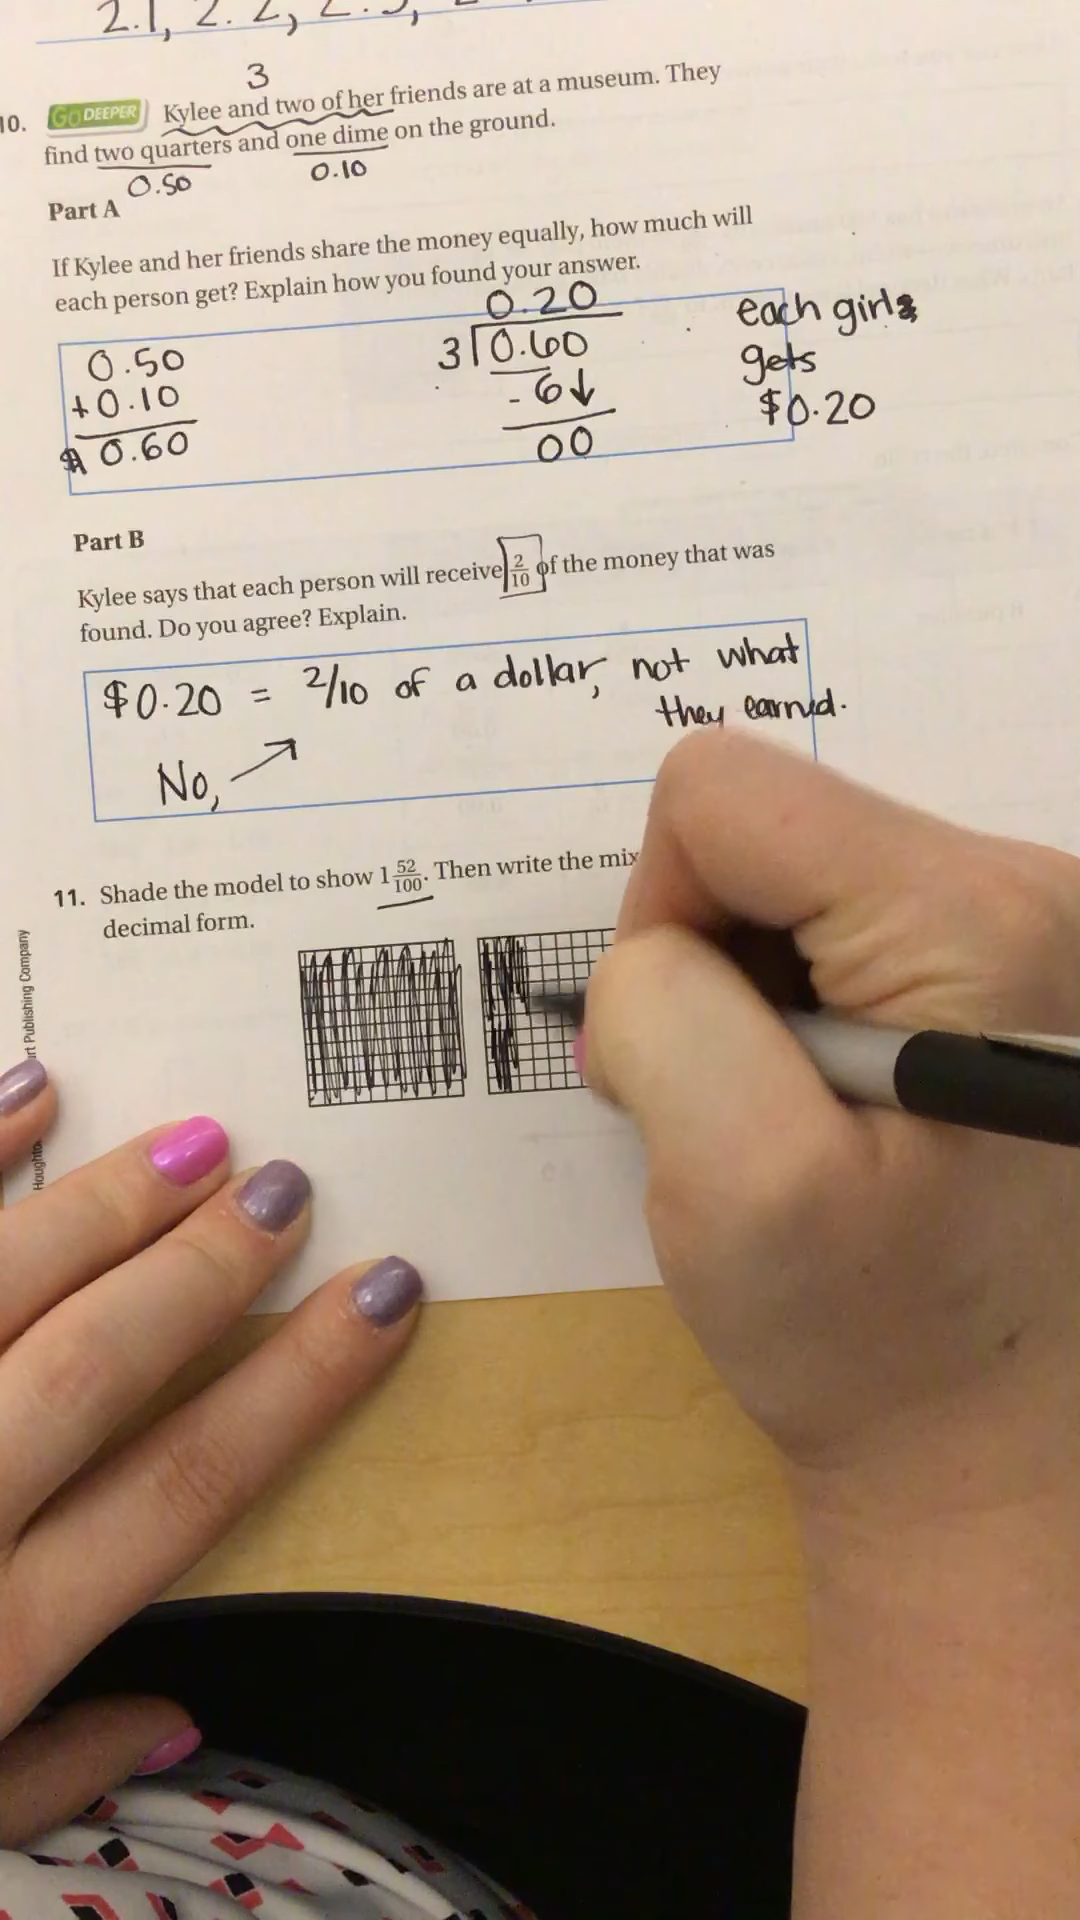 2.1, 2.2,
3
10. GO DEEPER Kylee and two of her friends are at a museum. They
find two quarters and one dime on the ground.
0.50 0.10
Part A
If Kylee and her friends share the money equally, how much will
each person get? Explain how you found your answer.
0.50
+0.10
$0.60
0.20
3 0.60
-6↓
00
each girl
gets
$0.20
Part B
Kylee says that each person will receive 2/10 of the money that was
found. Do you agree? Explain.
$0.20 = 2/10 of a dollar, not what
they earned.
No,
11. Shade the model to show 1 52/100. Then write the mix
decimal form.
Publishing Company